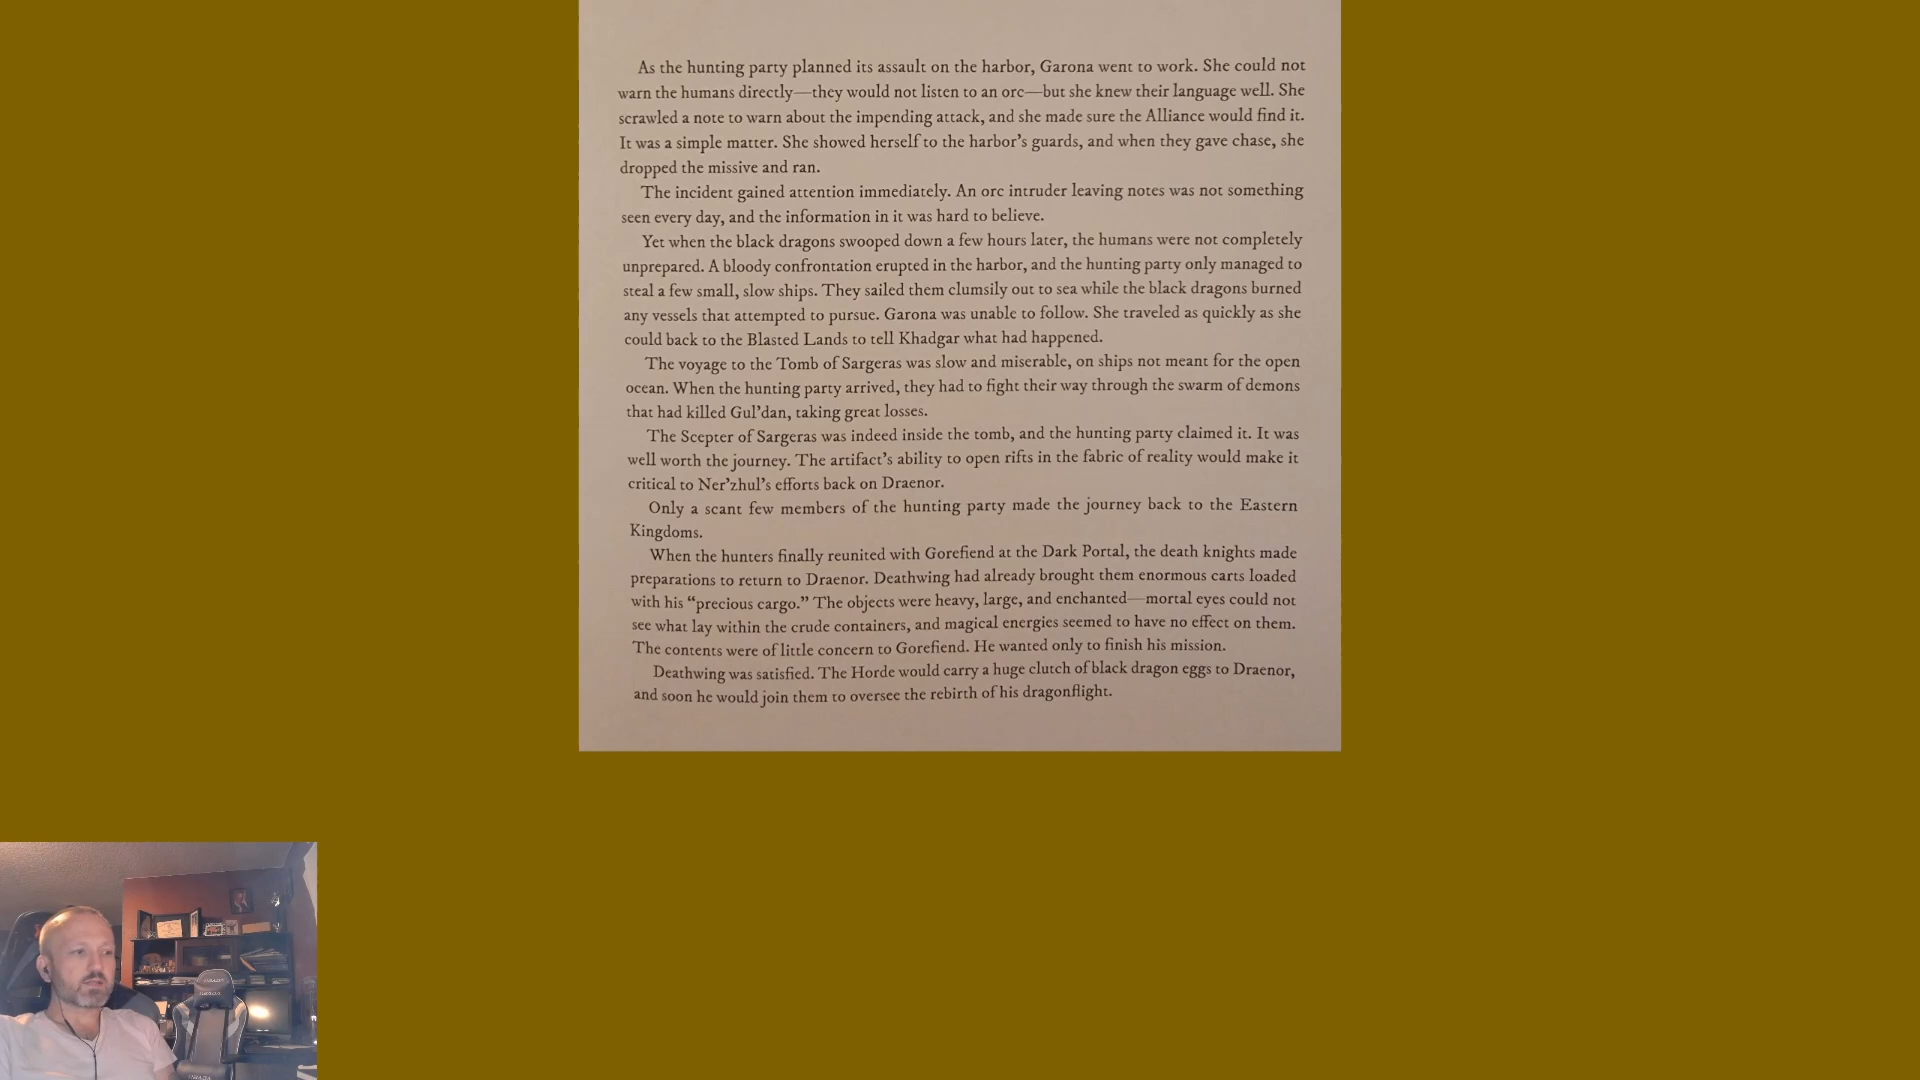 As the hunting party planned its assault on the harbor, Garona went to work. She could not
warn the humans directly—they would not listen to an orc—but she knew their language well. She
scrawled a note to warn about the impending attack, and she made sure the Alliance would find it.
It was a simple matter. She showed herself to the harbor's guards, and when they gave chase, she
dropped the missive and ran.
The incident gained attention immediately. An orc intruder leaving notes was not something
seen every day, and the information in it was hard to believe.
Yet when the black dragons swooped down a few hours later, the humans were not completely
unprepared. A bloody confrontation erupted in the harbor, and the hunting party only managed to
steal a few small, slow ships. They sailed them clumsily out to sea while the black dragons burned
any vessels that attempted to pursue. Garona was unable to follow. She traveled as quickly as she
could back to the Blasted Lands to tell Khadgar what had happened.
The voyage to the Tomb of Sargeras was slow and miserable, on ships not meant for the open
ocean. When the hunting party arrived, they had to fight their way through the swarm of demons
that had killed Gul'dan, taking great losses.
The Scepter of Sargeras was indeed inside the tomb, and the hunting party claimed it. It was
well worth the journey. The artifact's ability to open rifts in the fabric of reality would make it
critical to Ner'zhul's efforts back on Draenor.
Only a scant few members of the hunting party made the journey back to the Eastern
Kingdoms.
When the hunters finally reunited with Gorefiend at the Dark Portal, the death knights made
preparations to return to Draenor. Deathwing had already brought them enormous carts loaded
with his “precious cargo.” The objects were heavy, large, and enchanted—mortal eyes could not
see what lay within the crude containers, and magical energies seemed to have no effect on them.
The contents were of little concern to Gorefiend. He wanted only to finish his mission.
Deathwing was satisfied. The Horde would carry a huge clutch of black dragon eggs to Draenor,
and soon he would join them to oversee the rebirth of his dragonflight.